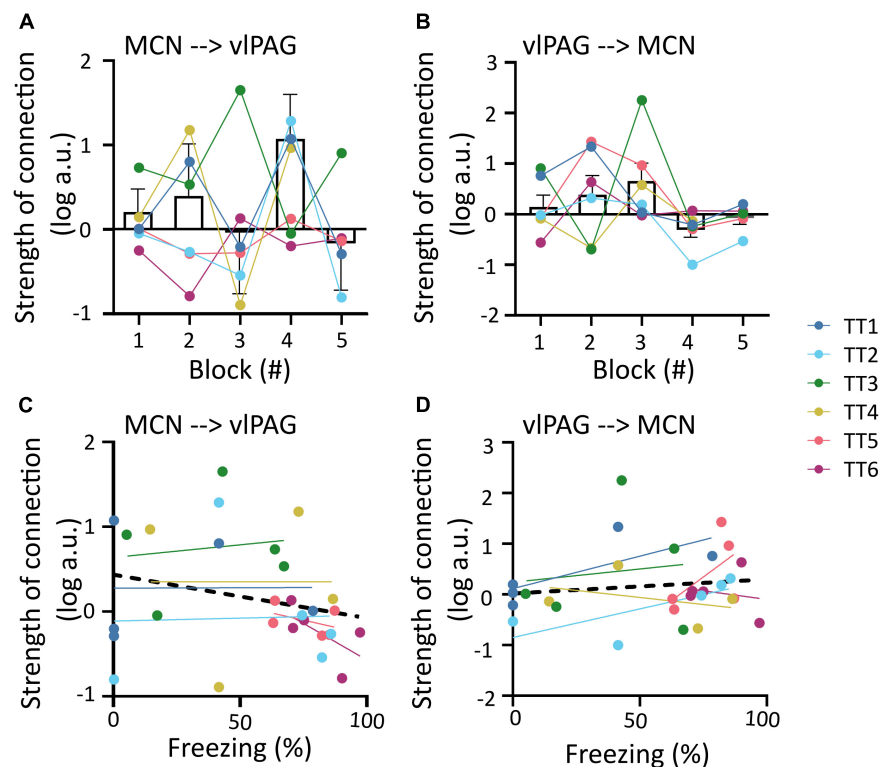 A
MCN --> vlPAG
Strength of connection
(log a.u.)
2
1
0
-1
1 2 3 4 5
Block (#)
B
vlPAG --> MCN
Strength of connection
(log a.u.)
3
2
1
0
-1
-2
1 2 3 4 5
Block (#)
C
MCN --> vlPAG
Strength of connection
(log a.u.)
2
1
0
-1
0 50 100
Freezing (%)
D
vlPAG --> MCN
Strength of connection
(log a.u.)
3
2
1
0
-1
-2
0 50 100
Freezing (%)
TT1
TT2
TT3
TT4
TT5
TT6